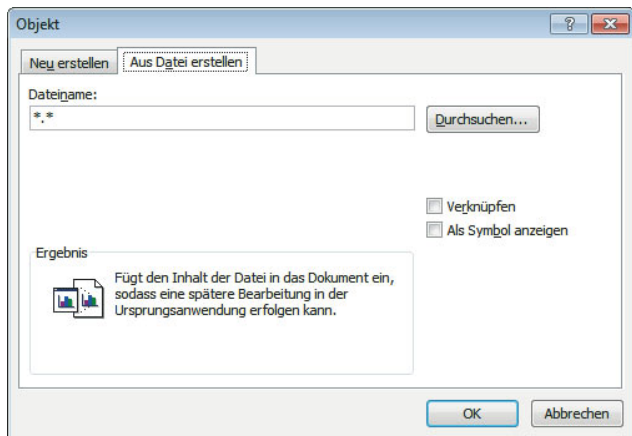 Objekt
Neu erstellen
Aus Datei erstellen
Dateiname:
*.*
Durchsuchen...
Verknüpfen
Als Symbol anzeigen
Ergebnis
Fügt den Inhalt der Datei in das Dokument ein,
sodass eine spätere Bearbeitung in der
Ursprungsanwendung erfolgen kann.
OK
Abbrechen